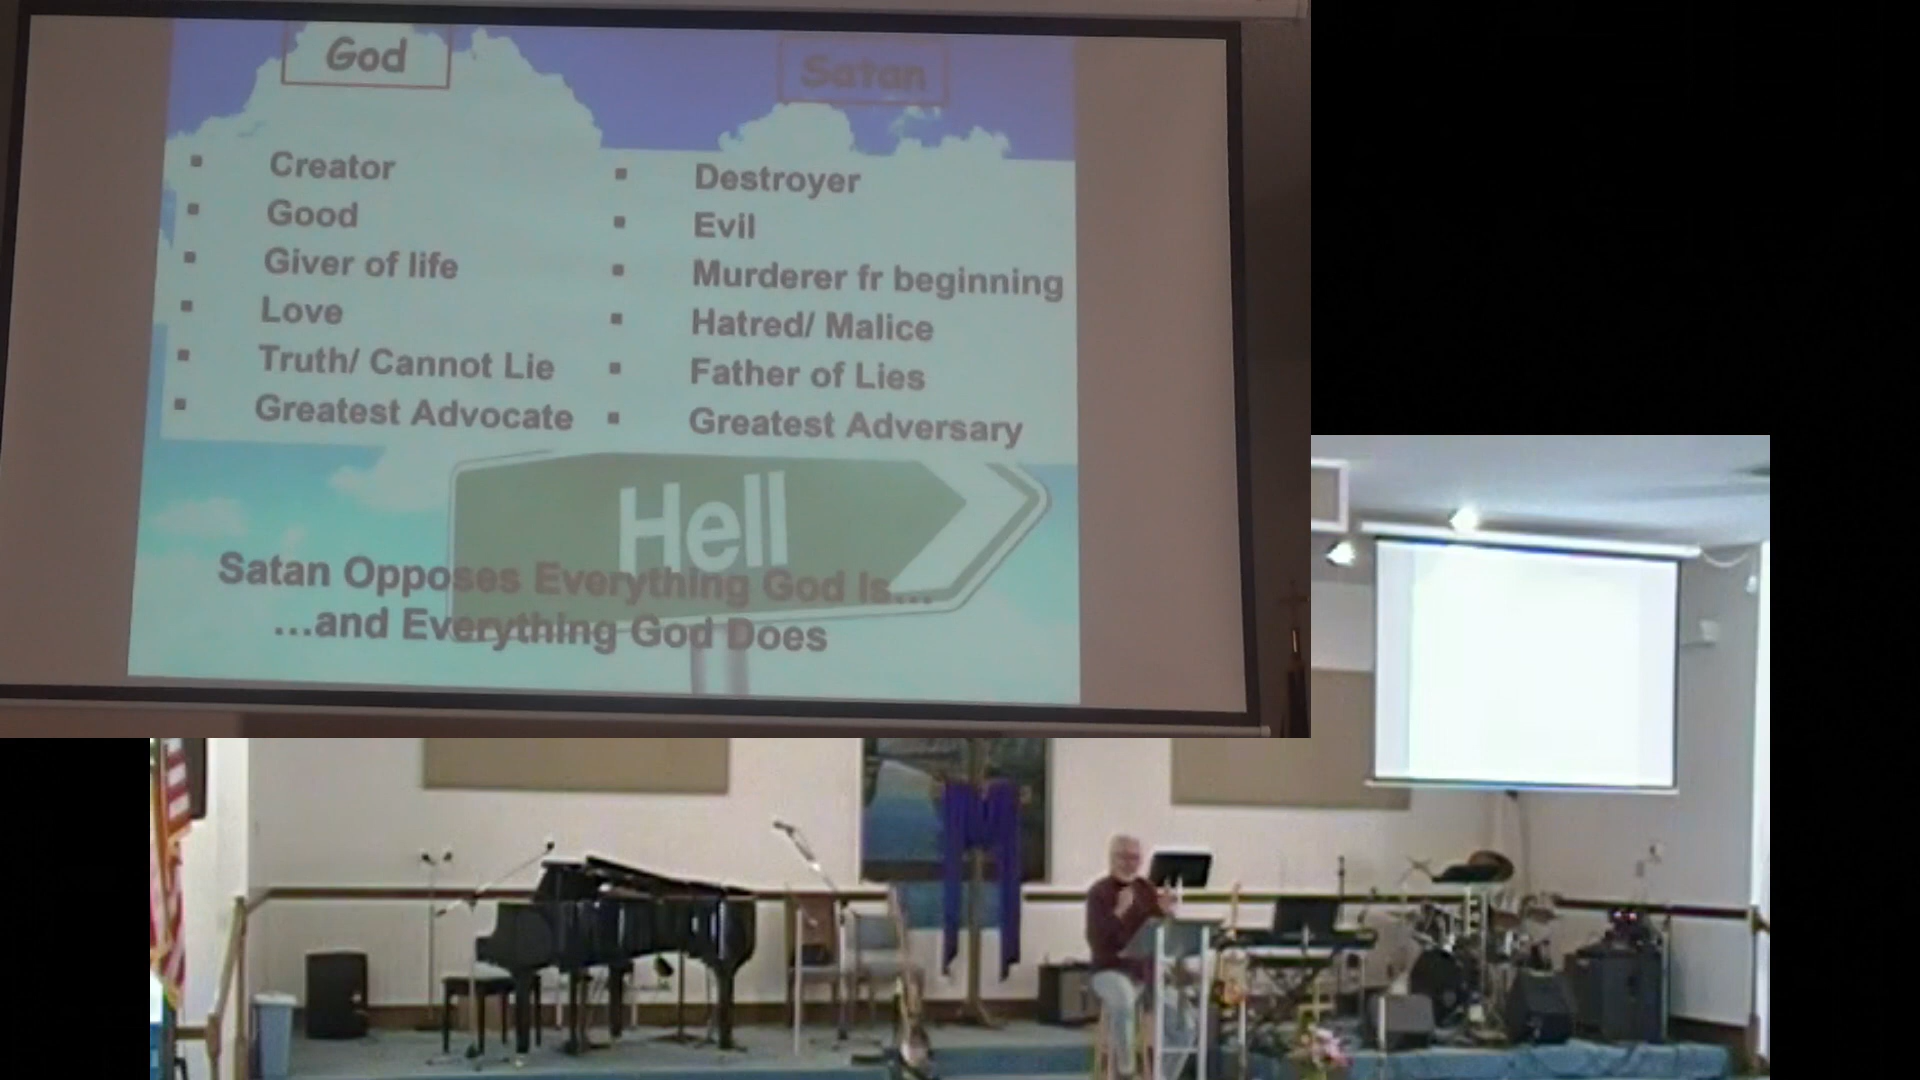 God
Satan
Creator
Good
Giver of life
Love
Truth/ Cannot Lie
Greatest Advocate
Destroyer
Evil
Murderer fr beginning
Hatred/ Malice
Father of Lies
Greatest Adversary
Hell
Satan Opposes Everything God Is...
...and Everything God Does